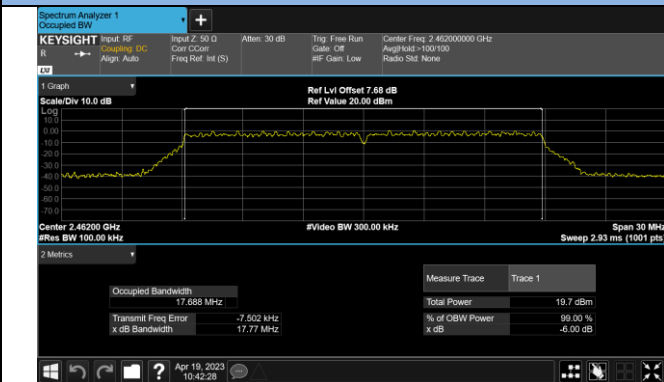 Spectrum Analyzer 1
Occupied BW
+
KEYSIGHT Input: RF Input Z: 50 Ω Atten: 30 dB Trig: Free Run Center Freq: 2.462000000 GHz
R Coupling: DC Corr CCorr Gate: Off Avg|Hold:>100/100
Align: Auto Freq Ref: Int (S) #IF Gain: Low Radio Std: None
LXI
1 Graph Ref Lvl Offset 7.68 dB
Scale/Div 10.0 dB Ref Value 20.00 dBm
Log
10.0
0.00
-10.0
-20.0
-30.0
-40.0
-50.0
-60.0
-70.0
Center 2.46200 GHz #Video BW 300.00 kHz Span 30 MHz
#Res BW 100.00 kHz Sweep 2.93 ms (1001 pts)
2 Metrics
Measure Trace Trace 1
Occupied Bandwidth
17.688 MHz Total Power 19.7 dBm
Transmit Freq Error -7.502 kHz % of OBW Power 99.00 %
x dB Bandwidth 17.77 MHz x dB -6.00 dB
? Apr 19, 2023
10:42:28